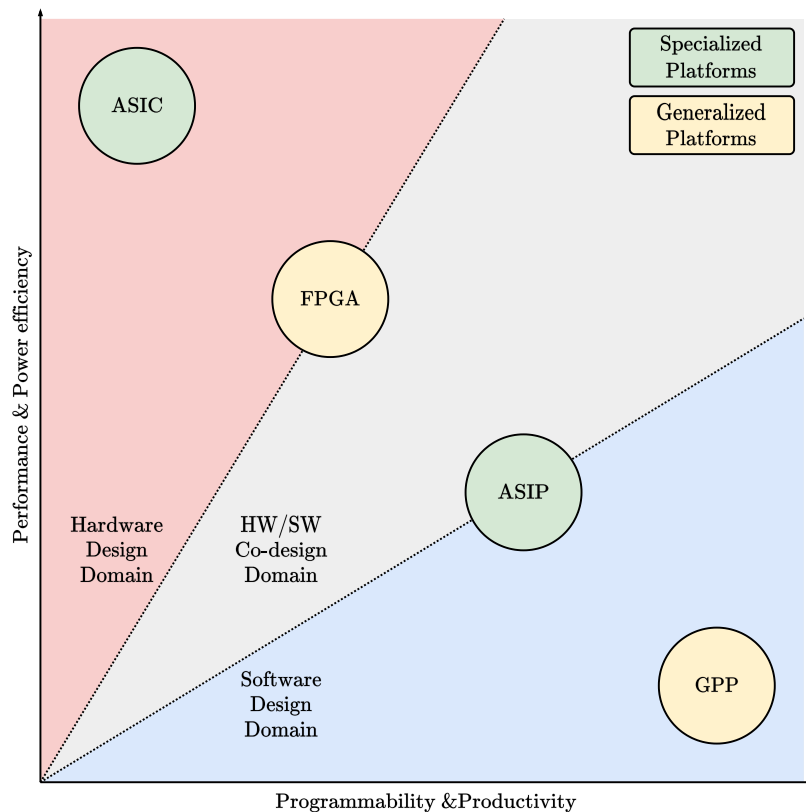 Specialized
Platforms
Generalized
Platforms
ASIC
FPGA
ASIP
GPP
Hardware
Design
Domain
HW/SW
Co-design
Domain
Software
Design
Domain
Performance & Power efficiency
Programmability &Productivity